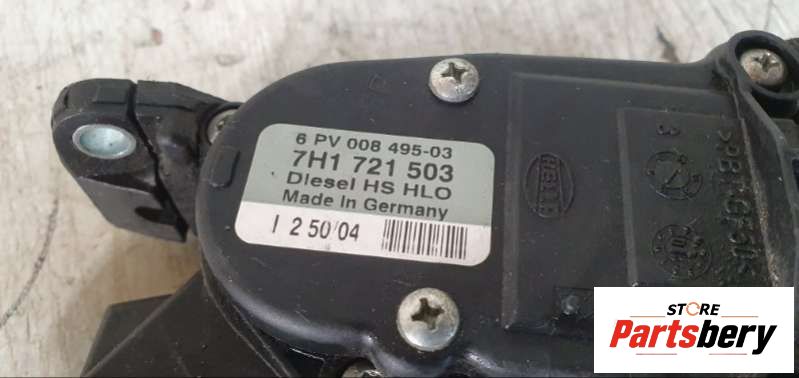 6 PV 008 495-03
7H1 721 503
Diesel HS HLO
Made in Germany
I 2 50/04
HELLA
STORE
Partsbery